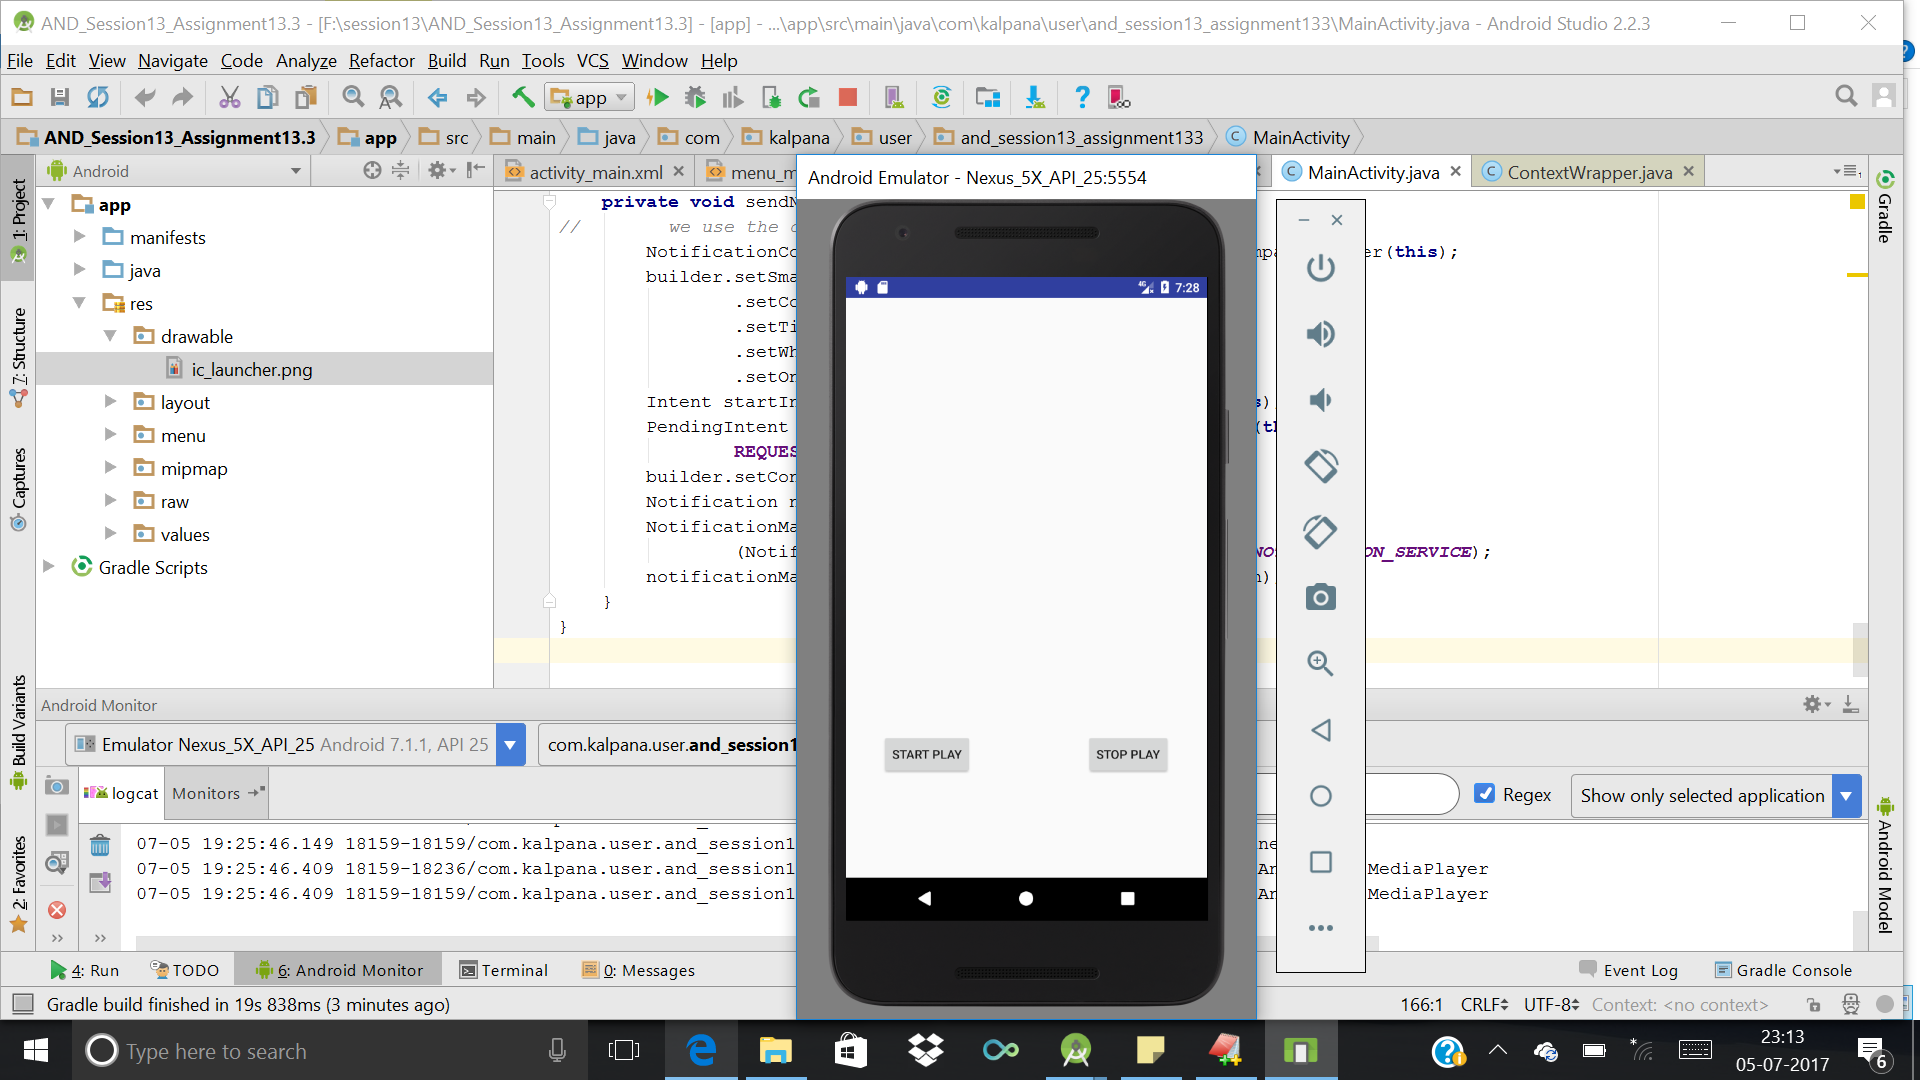 AND_Session13_Assignment13.3 - [F:\session13\AND_Session13_Assignment13.3] - [app] - ...\app\src\main\java\com\kalpana\user\and_session13_assignment133\MainActivity.java - Android Studio 2.2.3
File Edit View Navigate Code Analyze Refactor Build Run Tools VCS Window Help
app
AND_Session13_Assignment13.3 app src main java com kalpana user and_session13_assignment133 MainActivity
1: Project
7: Structure
Captures
Build Variants
2: Favorites
Android
app
manifests
java
res
drawable
ic_launcher.png
layout
menu
mipmap
raw
values
Gradle Scripts
activity_main.xml menu_m MainActivity.java ContextWrapper.java
private void sendN
// we use the
NotificationCo er(this);
builder.setSma
.setCo
.setTi
.setWh
.setOn
Intent startIn s)
PendingIntent (th
REQUES
builder.setCon
Notification n
NotificationMa
(Notif NO ON_SERVICE);
notificationMa );
}
}
Android Emulator - Nexus_5X_API_25:5554
7:28
START PLAY
STOP PLAY
Gradle
Android Model
Android Monitor
Emulator Nexus_5X_API_25 Android 7.1.1, API 25
com.kalpana.user.and_session1
Regex
Show only selected application
logcat
Monitors
07-05 19:25:46.149 18159-18159/com.kalpana.user.and_session1 ne
07-05 19:25:46.409 18159-18236/com.kalpana.user.and_session1 An MediaPlayer
07-05 19:25:46.409 18159-18159/com.kalpana.user.and_session1 An MediaPlayer
4: Run TODO 6: Android Monitor Terminal 0: Messages Event Log Gradle Console
Gradle build finished in 19s 838ms (3 minutes ago) 166:1 CRLF UTF-8 Context: <no context>
Type here to search
23:13
05-07-2017
6